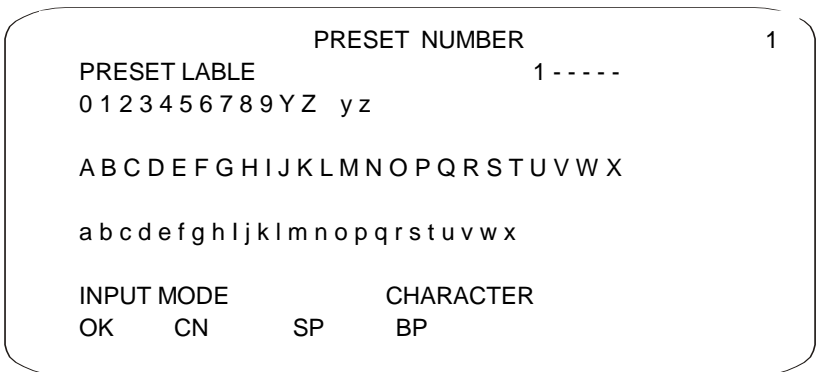 PRESET NUMBER 1
PRESET LABLE 1 - - - - -
0 1 2 3 4 5 6 7 8 9 Y Z y z
A B C D E F G H I J K L M N O P Q R S T U V W X
a b c d e f g h I j k l m n o p q r s t u v w x
INPUT MODE CHARACTER
OK CN SP BP